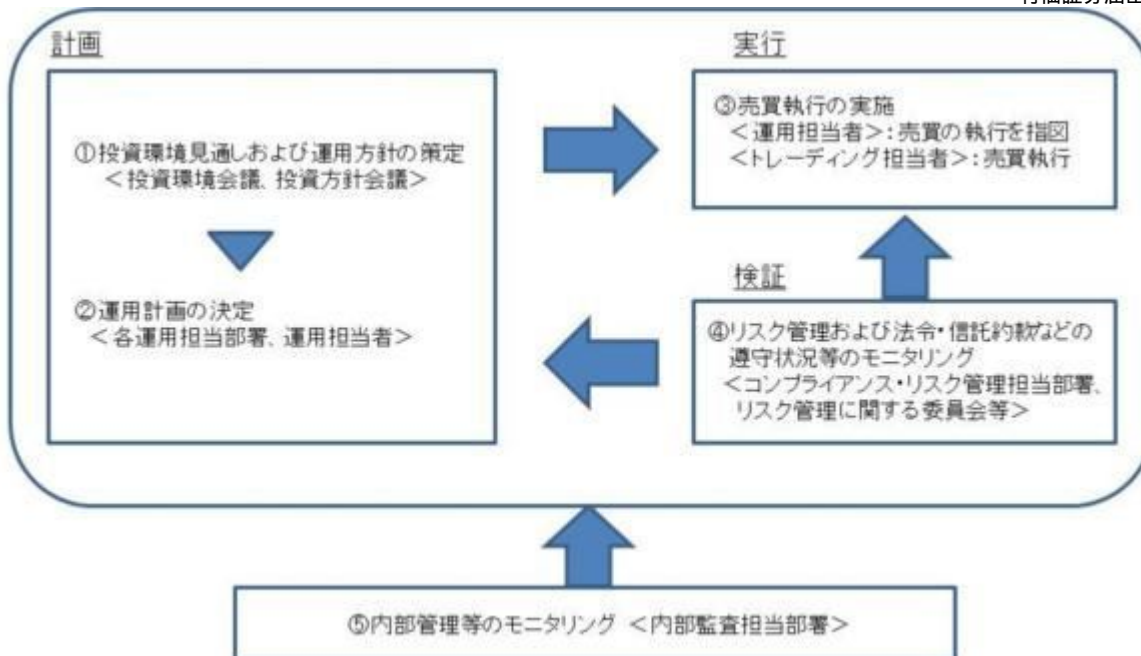 計画
①投資環境見通しおよび運用方針の策定
<投資環境会議、投資方針会議>
②運用計画の決定
<各運用担当部署、運用担当者>
実行
③売買執行の実施
<運用担当者>:売買の執行を指図
<トレーディング担当者>:売買執行
検証
④リスク管理および法令・信託約款などの
遵守状況等のモニタリング
<コンプライアンス・リスク管理担当部署、
リスク管理に関する委員会等>
⑤内部管理等のモニタリング <内部監査担当部署>